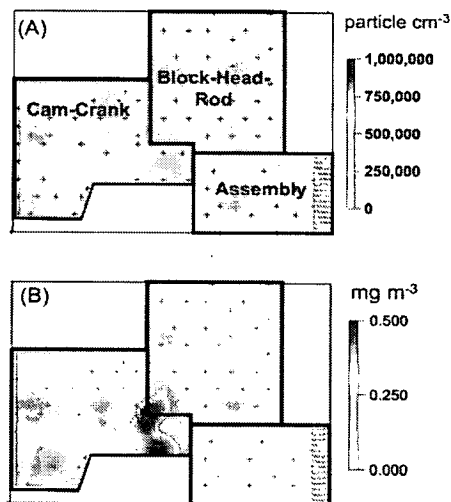 (A)
particle cm-3
Block-Head-
Rod
Cam-Crank
Assembly
1,000,000
750,000
500,000
250,000
0
(B)
mg m-3
0.500
0.250
0.000